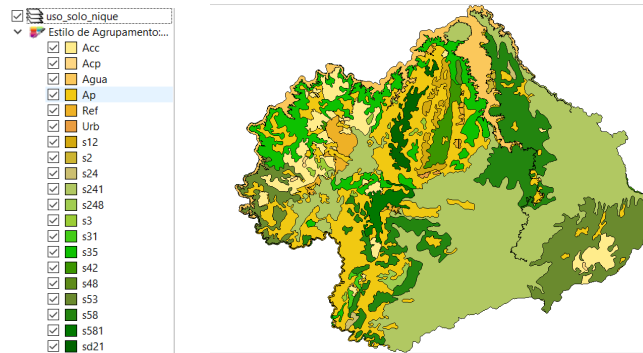 uso_solo_nique
Estilo de Agrupamento:...
Acc
Acp
Agua
Ap
Ref
Urb
s12
s2
s24
s241
s248
s3
s31
s35
s42
s48
s53
s58
s581
sd21